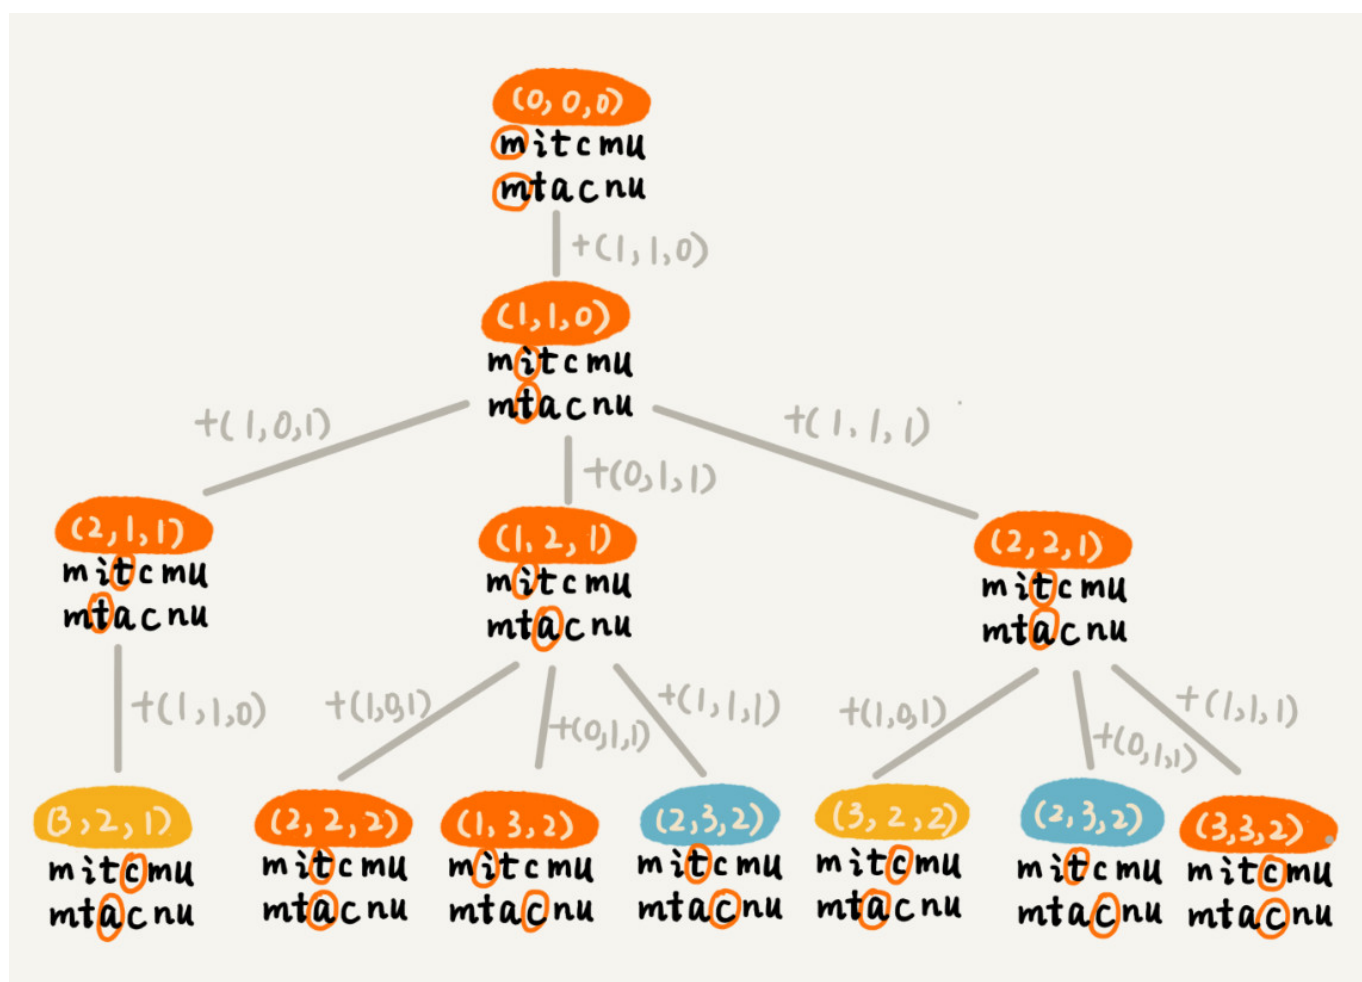 (0,0,0)
mitcmu
mtacnu
+(1,1,0)
(1,1,0)
mitcmu
mtacnu
+(1,0,1)
+(0,1,1)
+(1,1,1)
(2,1,1)
mitcmu
mtacnu
(1,2,1)
mitcmu
mtacnu
(2,2,1)
mitcmu
mtacnu
+(1,1,0)
+(1,0,1)
+(0,1,1)
+(1,1,1)
+(1,0,1)
+(0,1,1)
+(1,1,1)
(3,2,1)
mitcmu
mtacnu
(2,2,2)
mitcmu
mtacnu
(1,3,2)
mitcmu
mtacnu
(2,3,2)
mitcmu
mtacnu
(3,2,2)
mitcmu
mtacnu
(2,3,2)
mitcmu
mtacnu
(3,3,2)
mitcmu
mtacnu